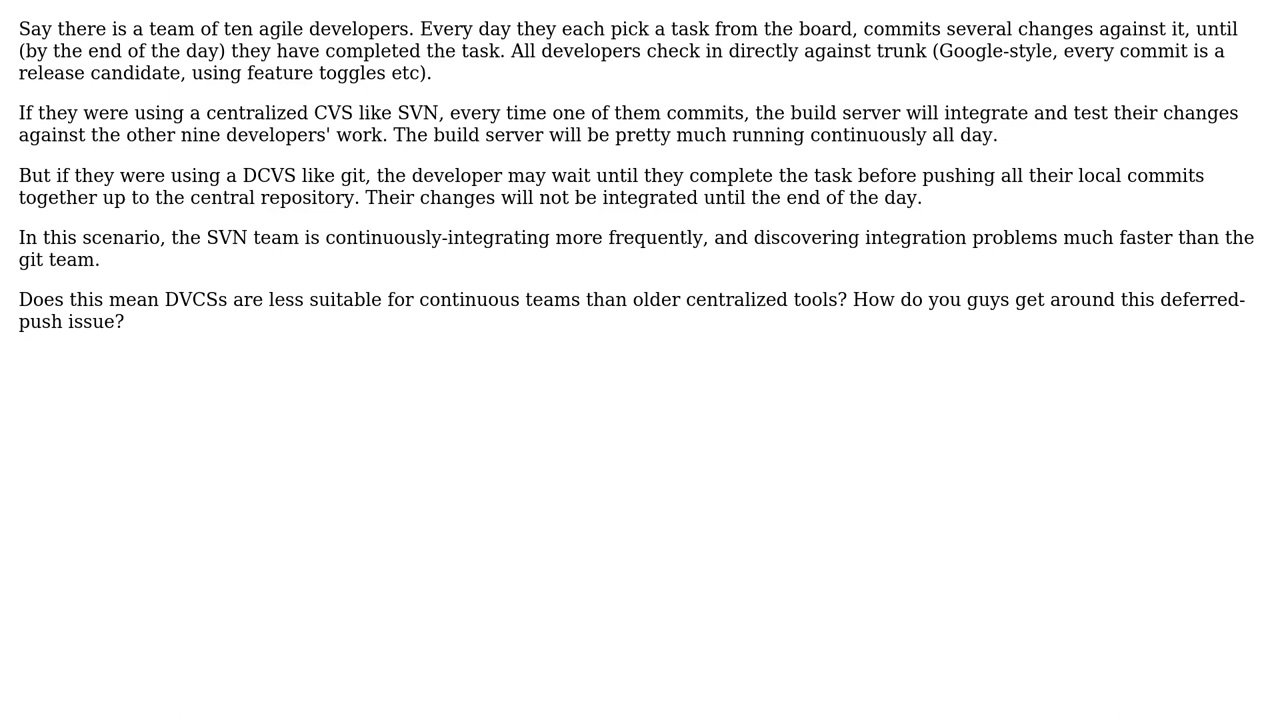 Say there is a team of ten agile developers. Every day they each pick a task from the board, commits several changes against it, until
(by the end of the day) they have completed the task. All developers check in directly against trunk (Google-style, every commit is a
release candidate, using feature toggles etc).
If they were using a centralized CVS like SVN, every time one of them commits, the build server will integrate and test their changes
against the other nine developers' work. The build server will be pretty much running continuously all day.
But if they were using a DCVS like git, the developer may wait until they complete the task before pushing all their local commits
together up to the central repository. Their changes will not be integrated until the end of the day.
In this scenario, the SVN team is continuously-integrating more frequently, and discovering integration problems much faster than the
git team.
Does this mean DVCSs are less suitable for continuous teams than older centralized tools? How do you guys get around this deferred-
push issue?